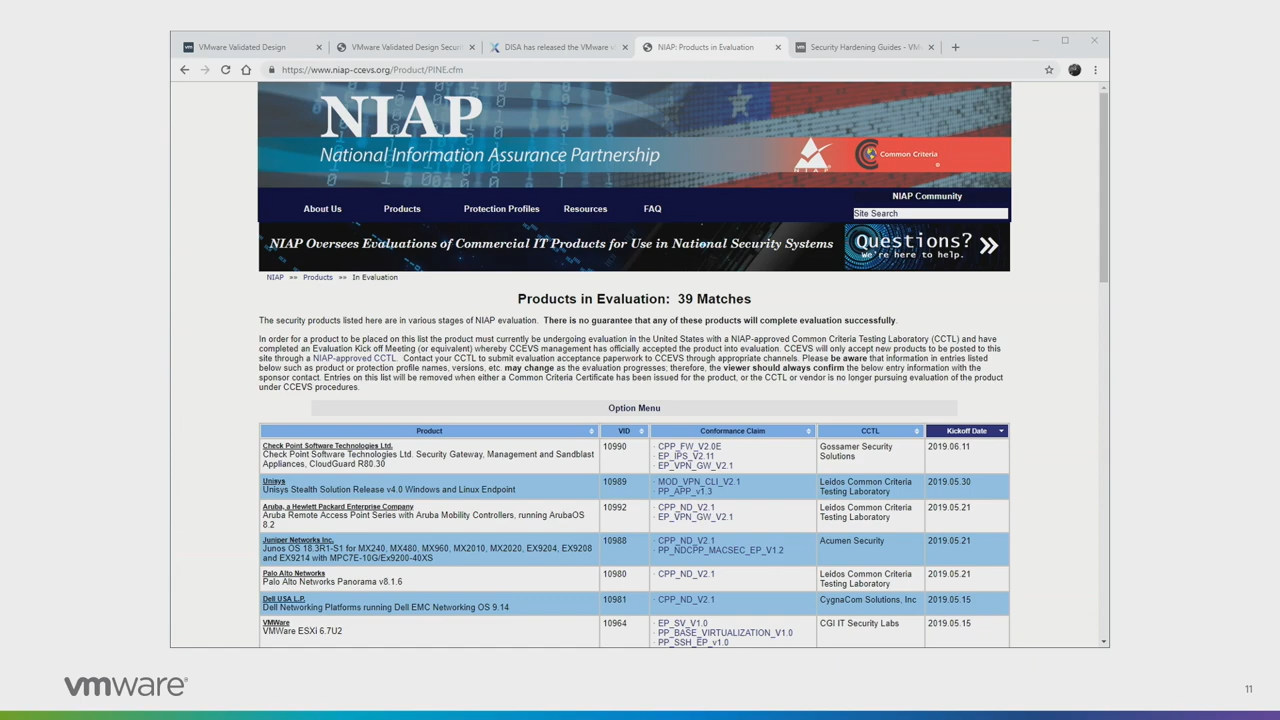 VMware Validated Design
VMware Validated Design Secur
DISA has released the VMware v
NIAP: Products in Evaluation
Security Hardening Guides - VM
https://www.niap-ccevs.org/Product/PINE.cfm
NIAP
National Information Assurance Partnership
NIAP
Common Criteria
NIAP Community
About Us
Products
Protection Profiles
Resources
FAQ
Site Search
NIAP Oversees Evaluations of Commercial IT Products for Use in National Security Systems
Questions?
We're here to help.
NIAP »» Products »» In Evaluation
Products in Evaluation: 39 Matches
The security products listed here are in various stages of NIAP evaluation. There is no guarantee that any of these products will complete evaluation successfully.
In order for a product to be placed on this list the product must currently be undergoing evaluation in the United States with a NIAP-approved Common Criteria Testing Laboratory (CCTL) and have
completed an Evaluation Kick off Meeting (or equivalent) whereby CCEVS management has officially accepted the product into evaluation. CCEVS will only accept new products to be posted to this
site through a NIAP-approved CCTL. Contact your CCTL to submit evaluation acceptance paperwork to CCEVS through appropriate channels. Please be aware that information in entries listed
below such as product or protection profile names, versions, etc. may change as the evaluation progresses; therefore, the viewer should always confirm the below entry information with the
sponsor contact. Entries on this list will be removed when either a Common Criteria Certificate has been issued for the product, or the CCTL or vendor is no longer pursuing evaluation of the product
under CCEVS procedures.
Option Menu
Product VID Conformance Claim CCTL Kickoff Date
Check Point Software Technologies Ltd.
Check Point Software Technologies Ltd. Security Gateway, Management and Sandblast
Appliances, CloudGuard R80.30
10990
· CPP_FW_V2.0E
· EP_IPS_V2.11
· EP_VPN_GW_V2.1
Gossamer Security
Solutions
2019.06.11
Unisys
Unisys Stealth Solution Release v4.0 Windows and Linux Endpoint
10989
· MOD_VPN_CLI_V2.1
· PP_APP_v1.3
Leidos Common Criteria
Testing Laboratory
2019.05.30
Aruba, a Hewlett Packard Enterprise Company
Aruba Remote Access Point Series with Aruba Mobility Controllers, running ArubaOS
8.2
10992
· CPP_ND_V2.1
· EP_VPN_GW_V2.1
Leidos Common Criteria
Testing Laboratory
2019.05.21
Juniper Networks Inc.
Junos OS 18.3R1-S1 for MX240, MX480, MX960, MX2010, MX2020, EX9204, EX9208
and EX9214 with MPC7E-10G/Ex9200-40XS
10988
· CPP_ND_V2.1
· PP_NDCPP_MACSEC_EP_V1.2
Acumen Security
2019.05.21
Palo Alto Networks
Palo Alto Networks Panorama v8.1.6
10980
· CPP_ND_V2.1
Leidos Common Criteria
Testing Laboratory
2019.05.21
Dell USA L.P.
Dell Networking Platforms running Dell EMC Networking OS 9.14
10981
· CPP_ND_V2.1
CygnaCom Solutions, Inc
2019.05.15
VMWare
VMWare ESXi 6.7U2
10964
· EP_SV_V1.0
· PP_BASE_VIRTUALIZATION_V1.0
· PP_SSH_EP_v1.0
CGI IT Security Labs
2019.05.15
vmware®
11